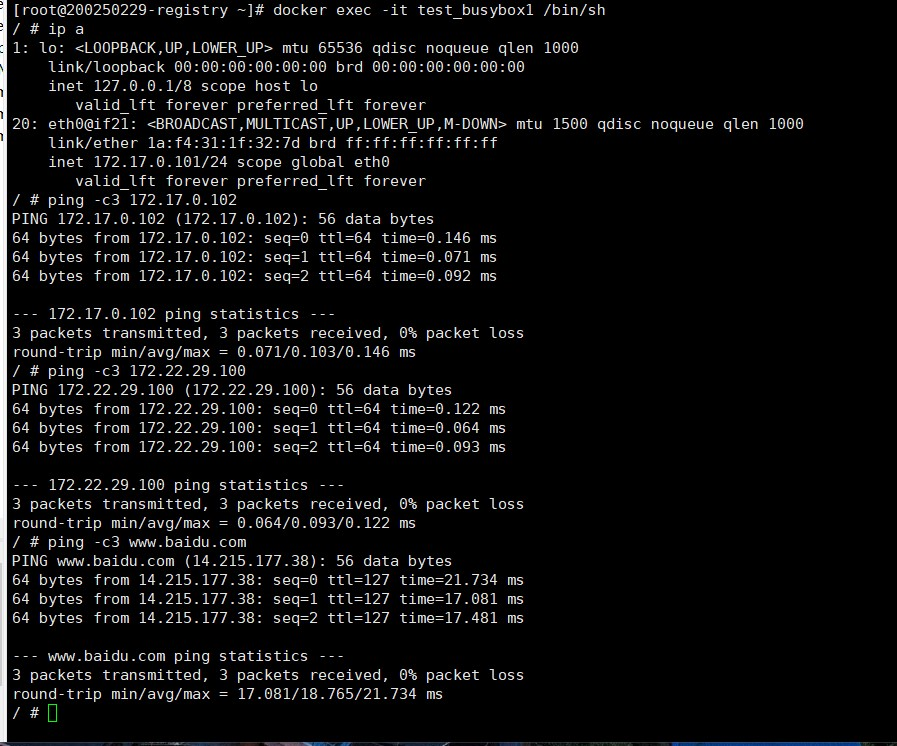 [root@200250229-registry ~]# docker exec -it test_busybox1 /bin/sh
/ # ip a
1: lo: <LOOPBACK,UP,LOWER_UP> mtu 65536 qdisc noqueue qlen 1000
    link/loopback 00:00:00:00:00:00 brd 00:00:00:00:00:00
    inet 127.0.0.1/8 scope host lo
       valid_lft forever preferred_lft forever
20: eth0@if21: <BROADCAST,MULTICAST,UP,LOWER_UP,M-DOWN> mtu 1500 qdisc noqueue qlen 1000
    link/ether 1a:f4:31:1f:32:7d brd ff:ff:ff:ff:ff:ff
    inet 172.17.0.101/24 scope global eth0
       valid_lft forever preferred_lft forever
/ # ping -c3 172.17.0.102
PING 172.17.0.102 (172.17.0.102): 56 data bytes
64 bytes from 172.17.0.102: seq=0 ttl=64 time=0.146 ms
64 bytes from 172.17.0.102: seq=1 ttl=64 time=0.071 ms
64 bytes from 172.17.0.102: seq=2 ttl=64 time=0.092 ms

--- 172.17.0.102 ping statistics ---
3 packets transmitted, 3 packets received, 0% packet loss
round-trip min/avg/max = 0.071/0.103/0.146 ms
/ # ping -c3 172.22.29.100
PING 172.22.29.100 (172.22.29.100): 56 data bytes
64 bytes from 172.22.29.100: seq=0 ttl=64 time=0.122 ms
64 bytes from 172.22.29.100: seq=1 ttl=64 time=0.064 ms
64 bytes from 172.22.29.100: seq=2 ttl=64 time=0.093 ms

--- 172.22.29.100 ping statistics ---
3 packets transmitted, 3 packets received, 0% packet loss
round-trip min/avg/max = 0.064/0.093/0.122 ms
/ # ping -c3 www.baidu.com
PING www.baidu.com (14.215.177.38): 56 data bytes
64 bytes from 14.215.177.38: seq=0 ttl=127 time=21.734 ms
64 bytes from 14.215.177.38: seq=1 ttl=127 time=17.081 ms
64 bytes from 14.215.177.38: seq=2 ttl=127 time=17.481 ms

--- www.baidu.com ping statistics ---
3 packets transmitted, 3 packets received, 0% packet loss
round-trip min/avg/max = 17.081/18.765/21.734 ms
/ #